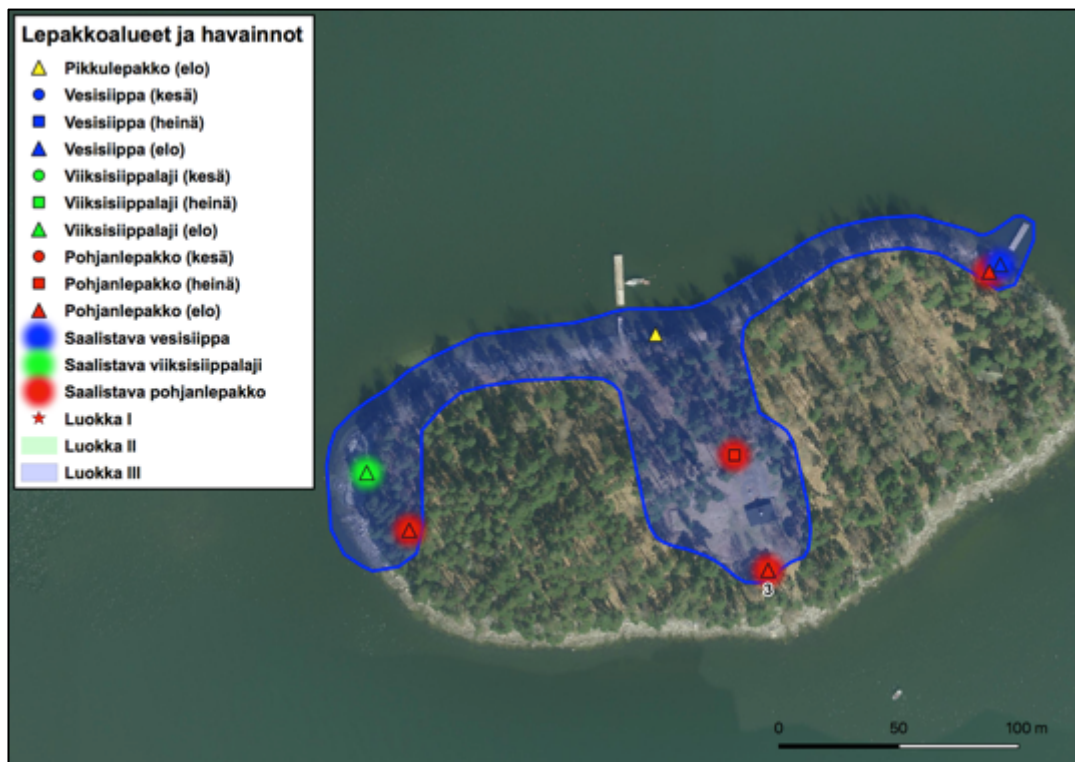 Lepakkoalueet ja havainnot
Pikkulepakko (elo)
Vesisiippa (kesä)
Vesisiippa (heinä)
Vesisiippa (elo)
Viiksisiippalaji (kesä)
Viiksisiippalaji (heinä)
Viiksisiippalaji (elo)
Pohjanlepakko (kesä)
Pohjanlepakko (heinä)
Pohjanlepakko (elo)
Saalistava vesisiippa
Saalistava viiksisiippalaji
Saalistava pohjanlepakko
Luokka I
Luokka II
Luokka III
3
0 50 100 m